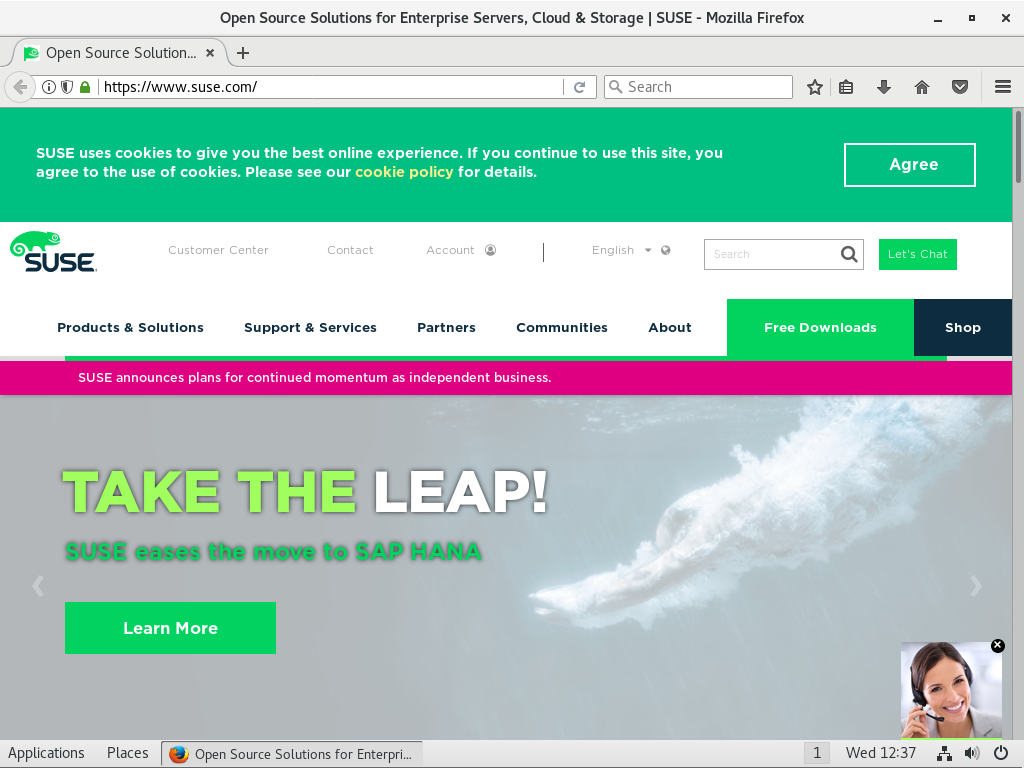 Open Source Solutions for Enterprise Servers, Cloud & Storage | SUSE - Mozilla Firefox
Open Source Solution...
https://www.suse.com/
Search
SUSE uses cookies to give you the best online experience. If you continue to use this site, you
agree to the use of cookies. Please see our cookie policy for details.
Agree
SUSE
Customer Center
Contact
Account
English
Search
Let's Chat
Products & Solutions
Support & Services
Partners
Communities
About
Free Downloads
Shop
SUSE announces plans for continued momentum as independent business.
TAKE THE LEAP!
SUSE eases the move to SAP HANA
Learn More
Applications
Places
Open Source Solutions for Enterpri...
1
Wed 12:37